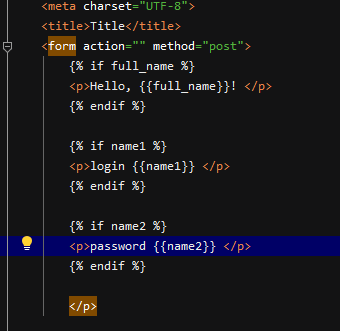 <meta charset="UTF-8">
<title>Title</title>
<form action="" method="post">
{% if full_name %}
<p>Hello, {{full_name}}! </p>
{% endif %}
{% if name1 %}
<p>login {{name1}} </p>
{% endif %}
{% if name2 %}
<p>password {{name2}} </p>
{% endif %}
</p>